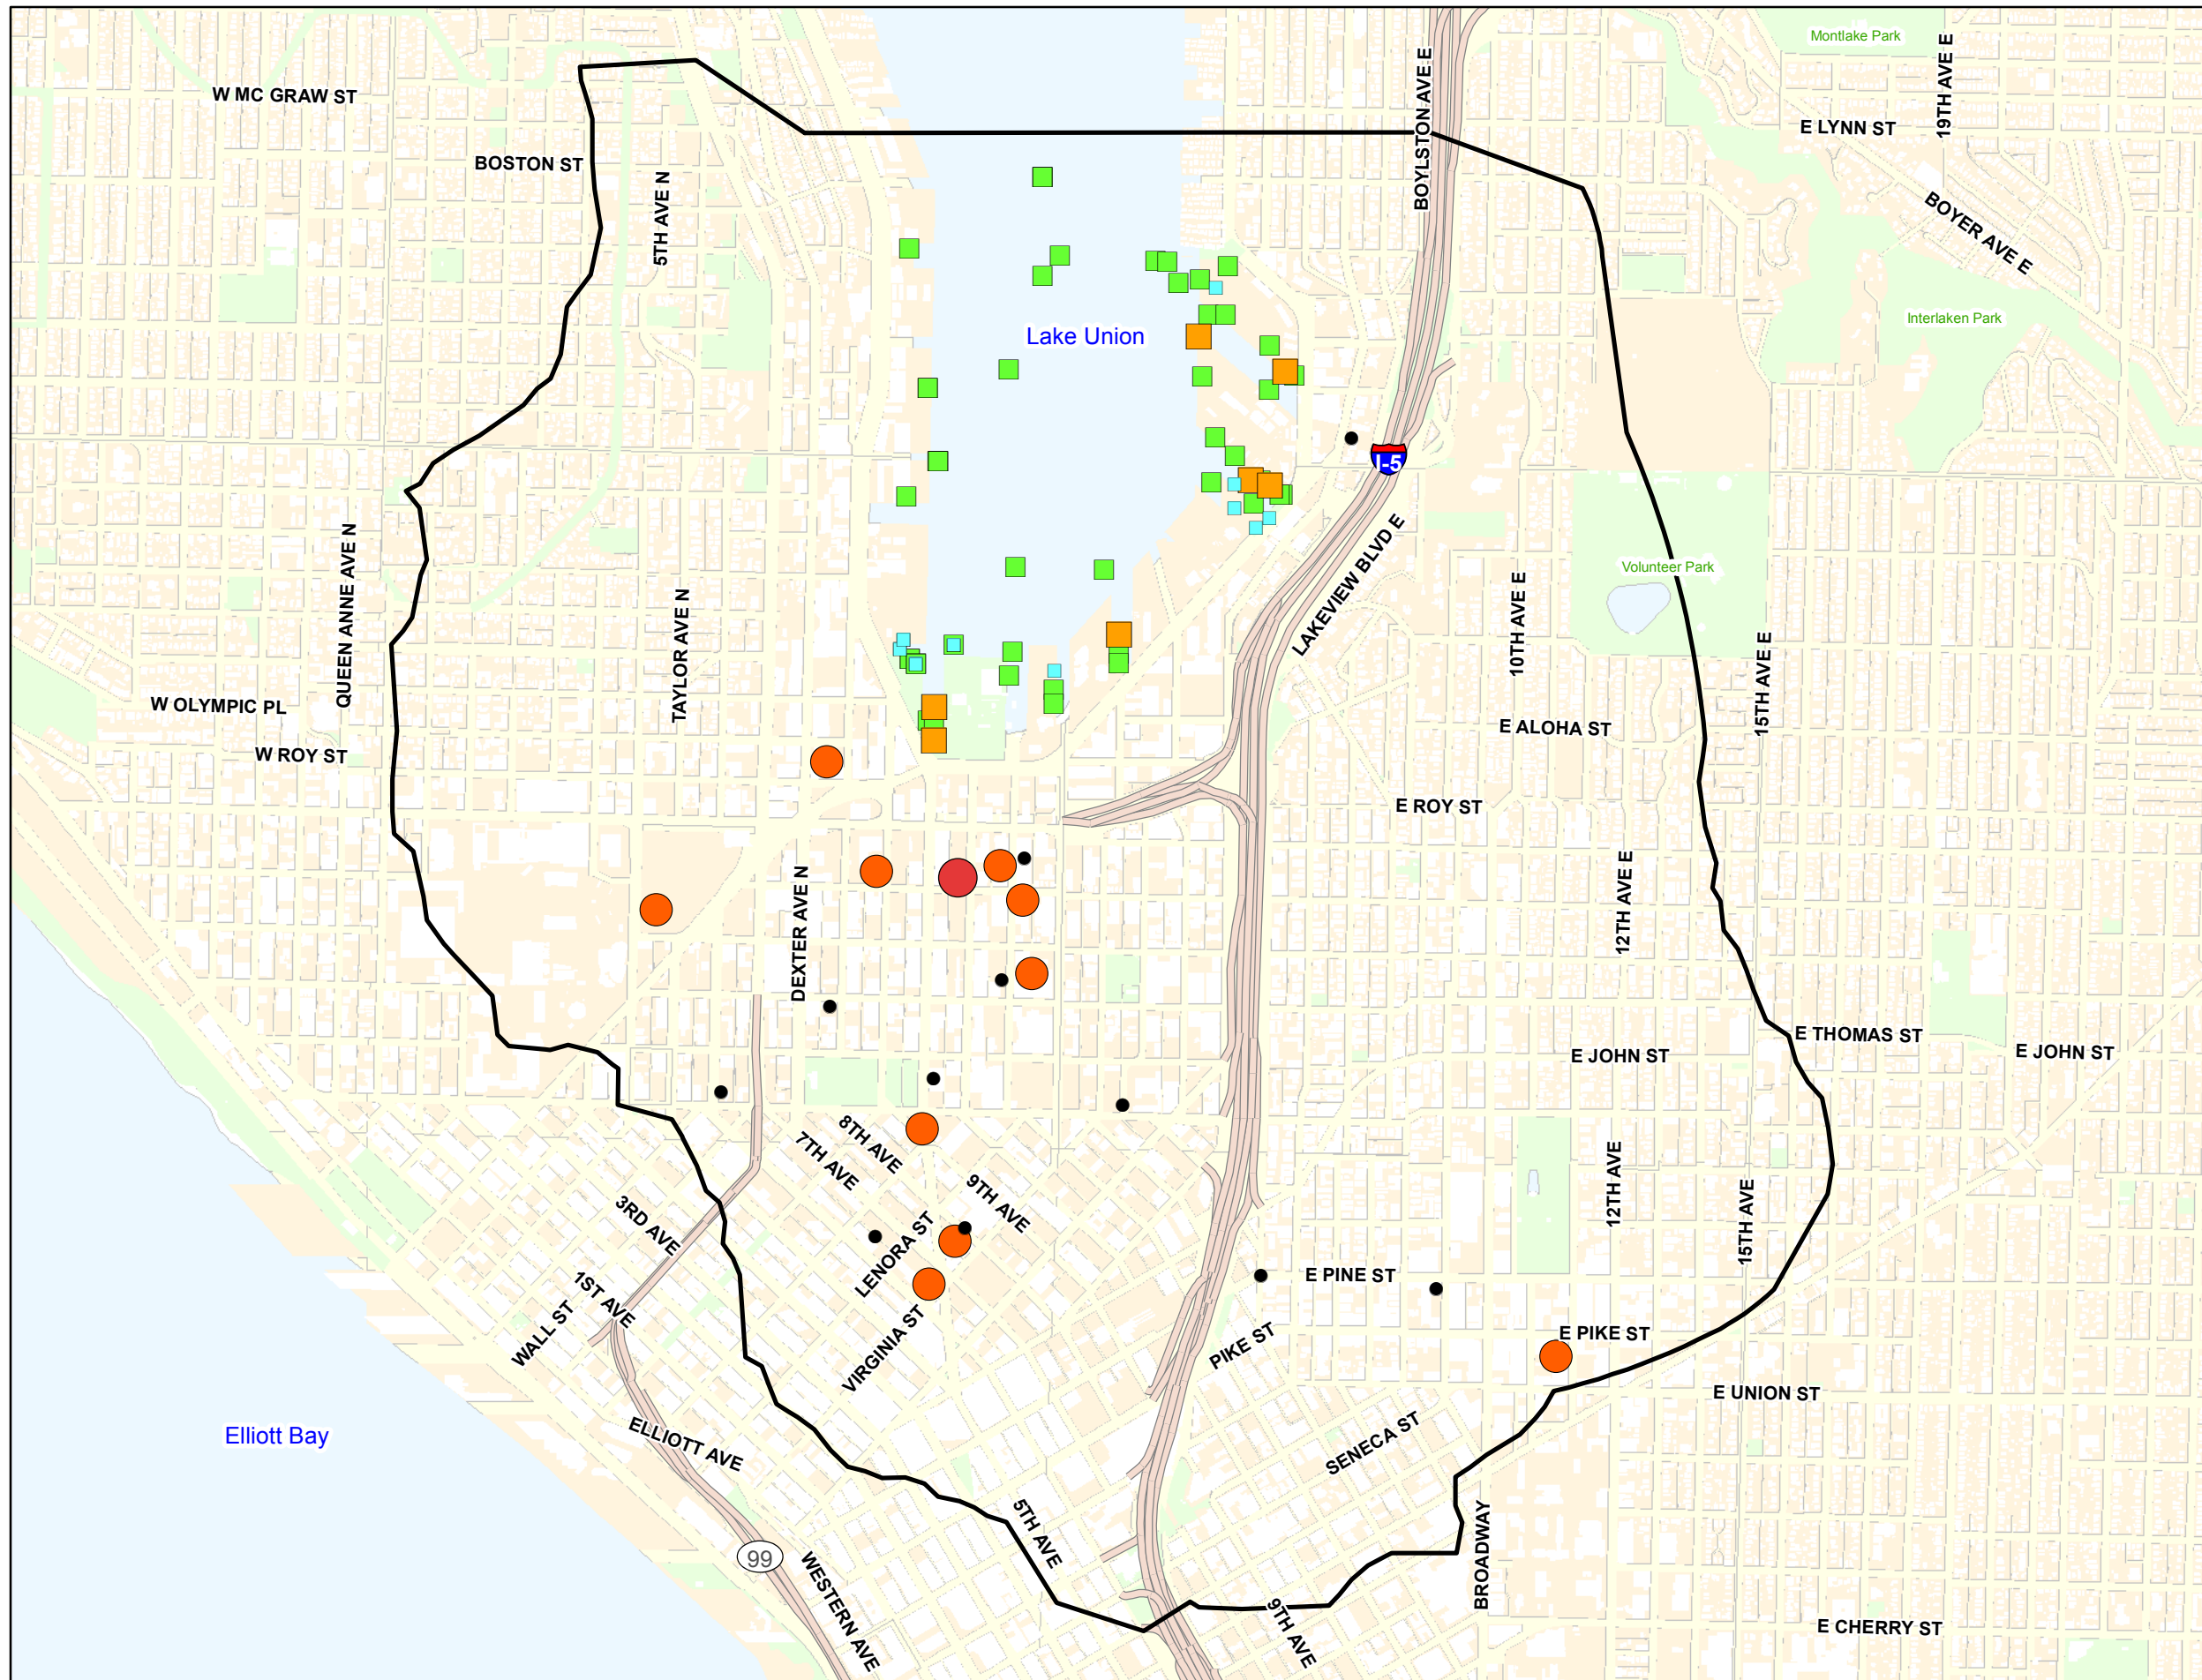 Montlake Park
W MC GRAW ST
BOYLSTON AVE E
19TH AVE E
E LYNN ST
BOSTON ST
5TH AVE N
BOYER AVE E
Lake Union
Interlaken Park
I-5
QUEEN ANNE AVE N
LAKEVIEW BLVD E
Volunteer Park
TAYLOR AVE N
10TH AVE E
15TH AVE E
W OLYMPIC PL
W ROY ST
E ALOHA ST
E ROY ST
DEXTER AVE N
12TH AVE E
E THOMAS ST
E JOHN ST
E JOHN ST
8TH AVE
7TH AVE
9TH AVE
12TH AVE
15TH AVE
3RD AVE
LENORA ST
E PINE ST
1ST AVE
WALL ST
VIRGINIA ST
PIKE ST
E PIKE ST
E UNION ST
Elliott Bay
ELLIOTT AVE
SENECA ST
5TH AVE
BROADWAY
99
WESTERN AVE
9TH AVE
E CHERRY ST